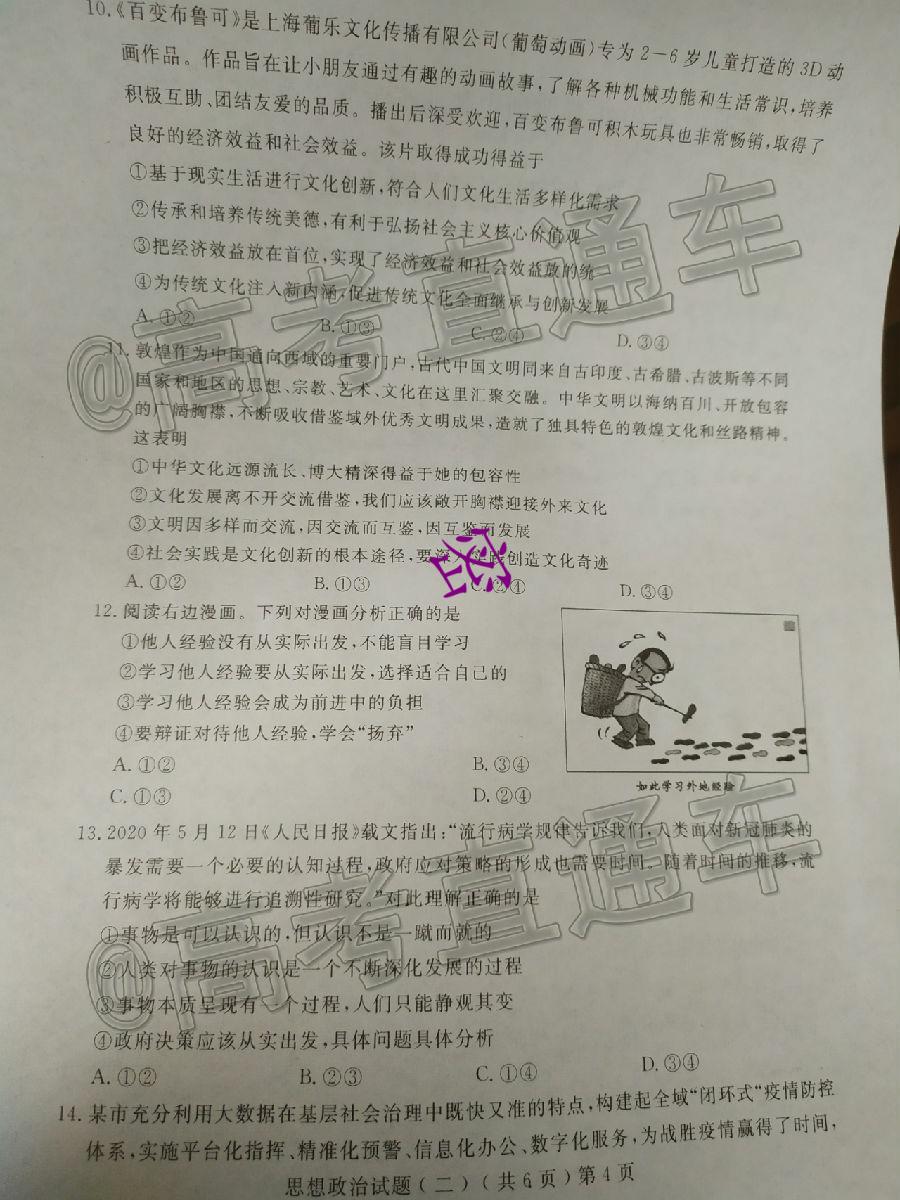 10.《百变布鲁可》是上海葡乐文化传播有限公司(葡萄动画)专为2－6岁儿童打造的3D动
画作品。作品旨在让小朋友通过有趣的动画故事,了解各种机械功能和生活常识,培养
积极互助、团结友爱的品质。播出后深受欢迎,百变布鲁可积木玩具也非常畅销,取得了
良好的经济效益和社会效益。该片取得成功得益于
①基于现实生活进行文化创新,符合人们文化生活多样化需求
②传承和培养传统美德,有利于弘扬社会主义核心价值观
③把经济效益放在首位,实现了经济效益和社会效益放的统
④为传统文化注入新内涵,促进传统文化全面继承与创新发展
A.①② B.①③ C.②④ D.③④
11.敦煌作为中国通向西域的重要门户,古代中国文明同来自古印度、古希腊、古波斯等不同
国家和地区的思想、宗教、艺术、文化在这里汇聚交融。中华文明以海纳百川、开放包容
的广阔胸襟,不断吸收借鉴域外优秀文明成果,造就了独具特色的敦煌文化和丝路精神。
这表明
①中华文化远源流长、博大精深得益于她的包容性
②文化发展离不开交流借鉴,我们应该敞开胸襟迎接外来文化
③文明因多样而交流,因交流而互鉴,因互鉴而发展
④社会实践是文化创新的根本途径,要深入实践创造文化奇迹
A.①② B.①③ C.②④ D.③④
12.阅读右边漫画。下列对漫画分析正确的是
①他人经验没有从实际出发,不能盲目学习
②学习他人经验要从实际出发,选择适合自己的
③学习他人经验会成为前进中的负担
④要辩证对待他人经验,学会“扬弃”
A.①② B.③④
C.①③ D.②④
如此学习外地经验
13.2020年5月12日《人民日报》载文指出:“流行病学规律告诉我们,人类面对新冠肺炎的
暴发需要一个必要的认知过程,政府应对策略的形成也需要时间。随着时间的推移,流
行病学将能够进行追溯性研究。”对此理解正确的是
①事物是可以认识的,但认识不是一蹴而就的
②人类对事物的认识是一个不断深化发展的过程
③事物本质呈现有一个过程,人们只能静观其变
④政府决策应该从实出发,具体问题具体分析
A.①② B.②③ C.①④ D.③④
14.某市充分利用大数据在基层社会治理中既快又准的特点,构建起全域“闭环式”疫情防控
体系,实施平台化指挥、精准化预警、信息化办公、数字化服务,为战胜疫情赢得了时间,
思想政治试题(二)(共6页)第4页
@高考直通车
密
@高考直通车